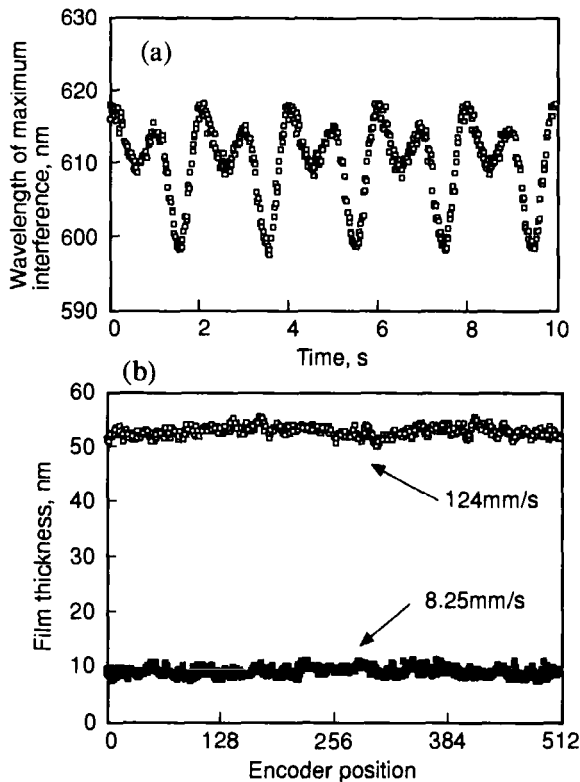 (a)
Wavelength of maximum
interference, nm
630
620
610
600
590
0 2 4 6 8 10
Time, s
(b)
Film thickness, nm
60
50
40
30
20
10
0
124mm/s
8.25mm/s
0 128 256 384 512
Encoder position